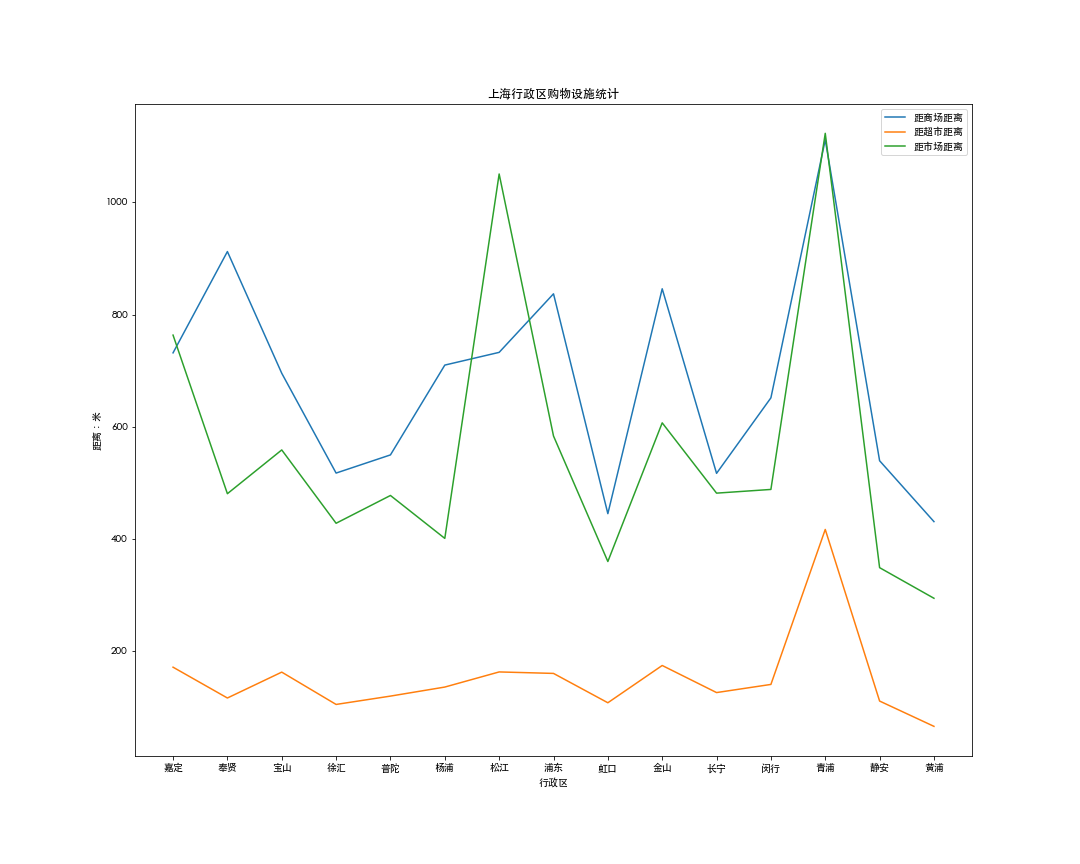 上海行政区购物设施统计
距商场距离
距超市距离
距市场距离
1000
800
600
400
200
距离：米
嘉定 奉贤 宝山 徐汇 普陀 杨浦 松江 浦东 虹口 金山 长宁 闵行 青浦 静安 黄浦
行政区